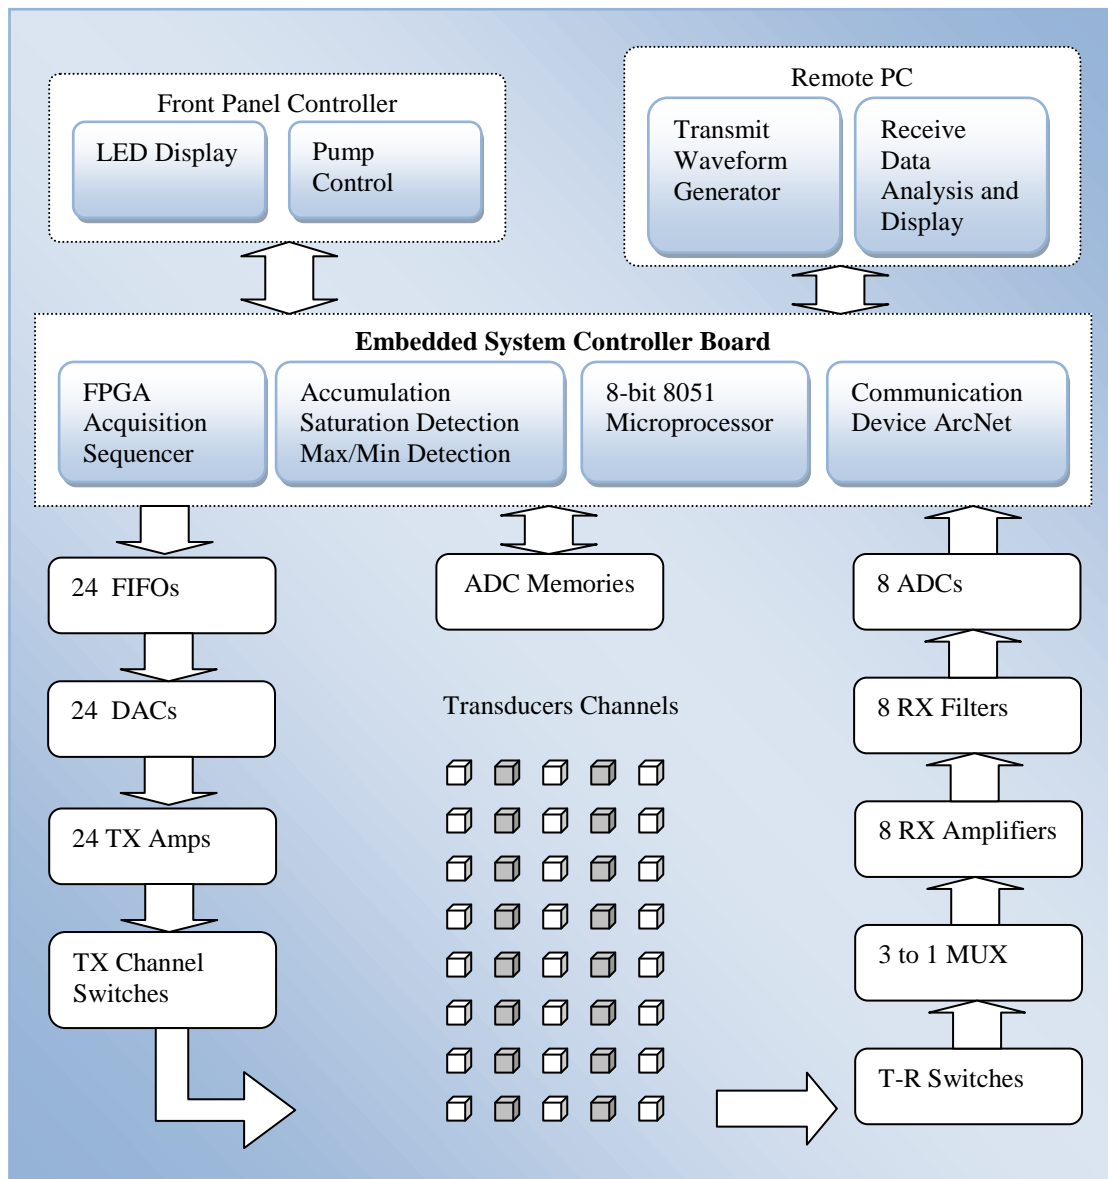 Front Panel Controller
LED Display
Pump
Control
Remote PC
Transmit
Waveform
Generator
Receive
Data
Analysis and
Display
Embedded System Controller Board
FPGA
Acquisition
Sequencer
Accumulation
Saturation Detection
Max/Min Detection
8-bit 8051
Microprocessor
Communication
Device ArcNet
24 FIFOs
24 DACs
24 TX Amps
TX Channel
Switches
ADC Memories
Transducers Channels
8 ADCs
8 RX Filters
8 RX Amplifiers
3 to 1 MUX
T-R Switches